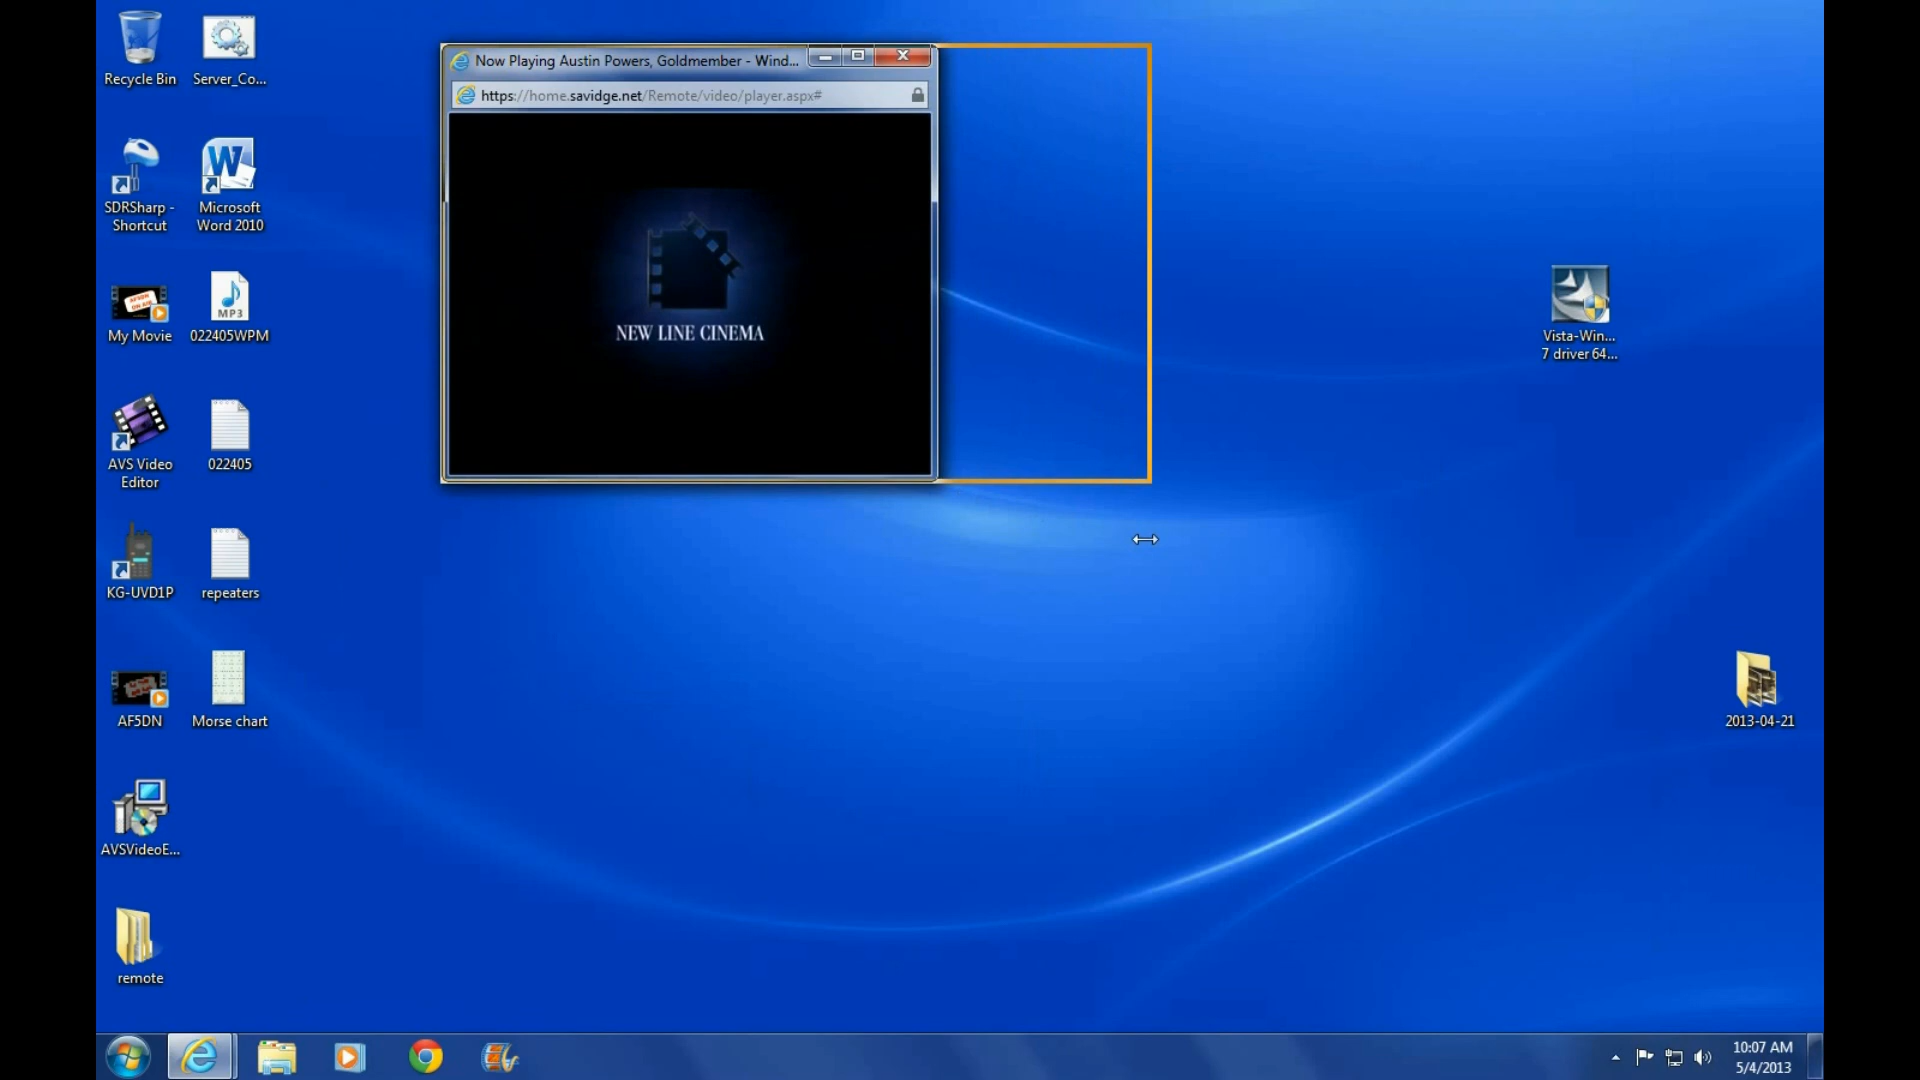 Recycle Bin
Server_Co...
SDRSharp -
Shortcut
Microsoft
Word 2010
My Movie
MP3
022405WPM
AVS Video
Editor
022405
KG-UVD1P
repeaters
AF5DN
Morse chart
AVSVideoE...
remote
Now Playing Austin Powers, Goldmember - Wind...
https://home.savidge.net/Remote/video/player.aspx#
NEW LINE CINEMA
Vista-Win...
7 driver 64...
2013-04-21
10:07 AM
5/4/2013